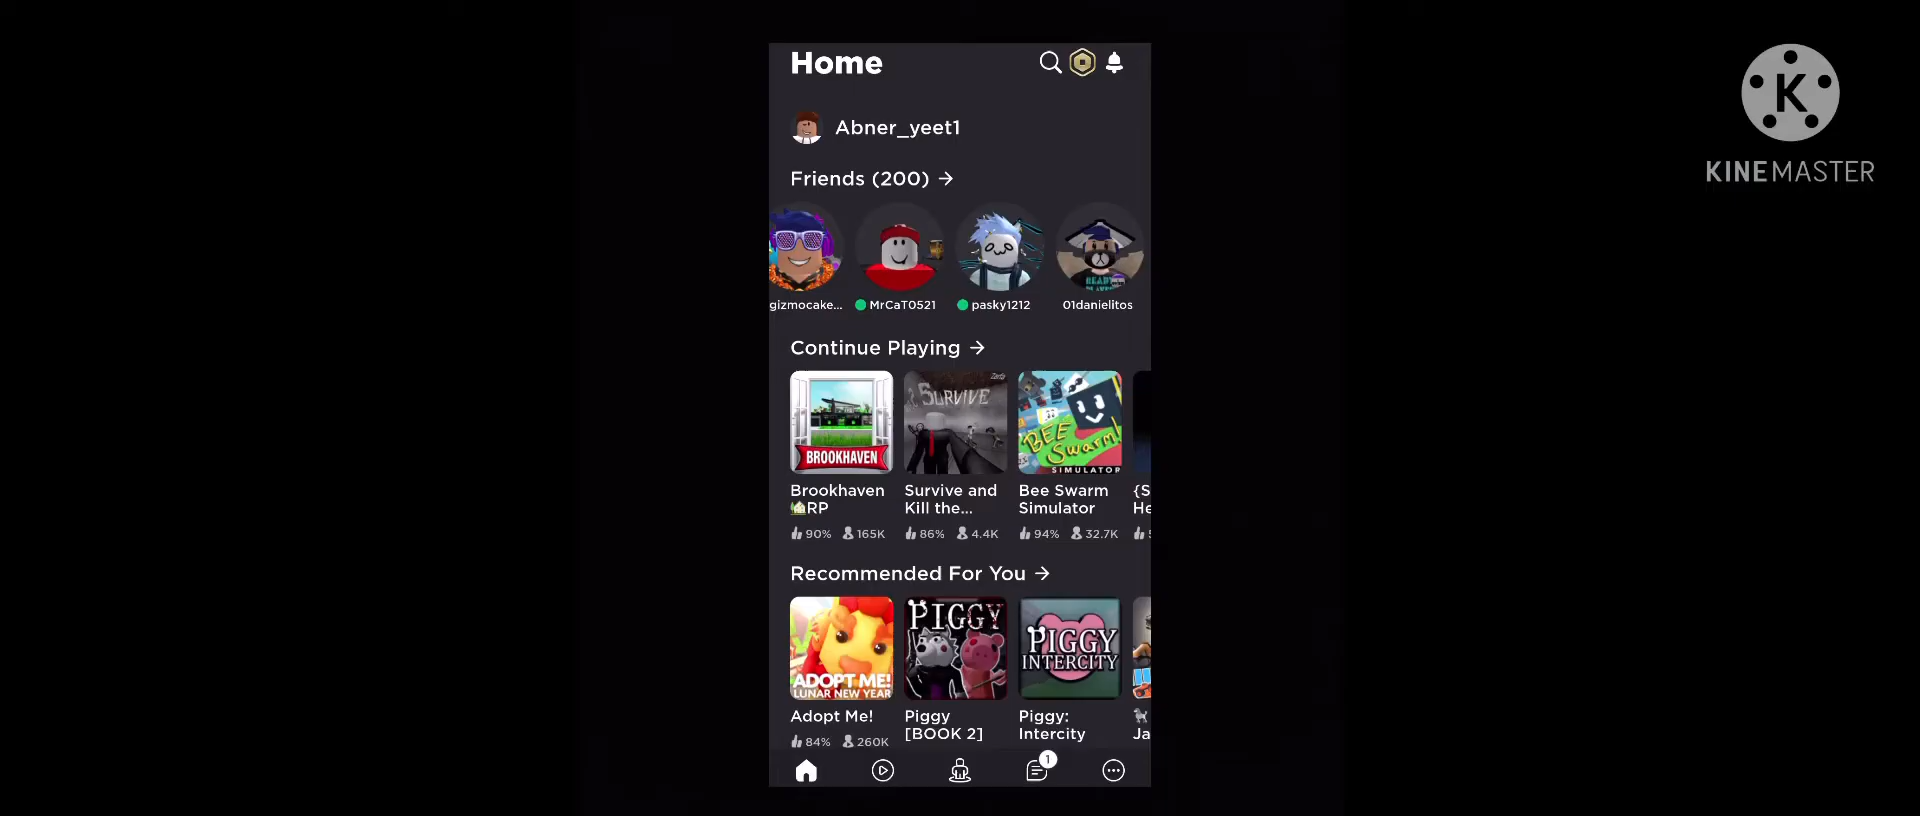 Home
KINEMASTER
Abner_yeet1
Friends (200)
gizmocake...
MrCaT0521
pasky1212
01danielitos
Continue Playing
SURVIVE
BEE Swarm!
SIMULATOR
BROOKHAVEN
Brookhaven
RP
Survive and
Kill the...
Bee Swarm
Simulator
{S
He
90%
165K
86%
4.4K
94%
32.7K
Recommended For You
ADOPT ME!
LUNAR NEW YEAR
PIGGY
PIGGY
INTERCITY
Adopt Me!
Piggy
[BOOK 2]
Piggy:
Intercity
Ja
84%
260K
1